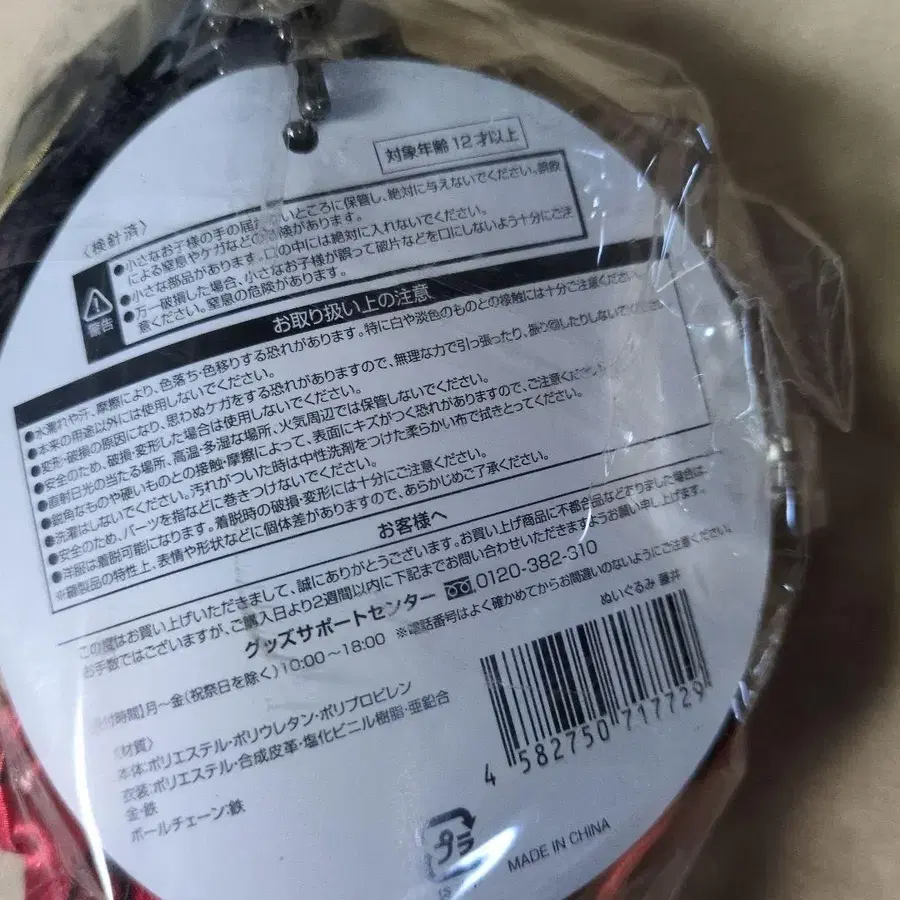 対象年齢12才以上
〈検針済〉
警告
●小さなお子様の手の届かないところに保管し、絶対に与えないでください。誤飲
による窒息やケガなどの危険があります。
●小さな部品があります。口の中には絶対に入れないでください。
●万一破損した場合、小さなお子様が誤って破片などを口にしないよう十分にご注
意ください。窒息の危険があります。
お取り扱い上の注意
●水濡れや汗、摩擦により、色落ち・色移りする恐れがあります。特に白や淡色のものとの接触には十分ご注意ください。
●本来の用途以外には使用しないでください。
●変形・破損の原因になり、思わぬケガをする恐れがありますので、無理な力で引っ張ったり、振り回したりしないでください。
●安全のため、破損・変形した場合は使用しないでください。
●直射日光の当たる場所、高温・多湿な場所、火気周辺では保管しないでください。
●鋭角なものや硬いものとの接触・摩擦によって、表面にキズがつく恐れがありますので、ご注意ください。
●洗濯はしないでください。汚れがついた時は中性洗剤をつけた柔らかい布で拭きとってください。
●安全のため、パーツを指などに巻きつけないでください。
●洋服は着脱可能になります。着脱時の破損・変形には十分にご注意ください。
※縫製品の特性上、表情や形状などに個体差がありますので、あらかじめご了承ください。
お客様へ
この度はお買い上げいただきまして、誠にありがとうございます。お買い上げ商品に不都合な
お手数ではございますが、ご購入日より2週間以内に下記までお問い合わせいただきますようお願い申し上げます。
グッズサポートセンター 0120-382-310
付時間】月〜金(祝祭日を除く)10:00〜18:00 ※電話番号はよく確かめてからお間違いのないようにご注意ください。
ぬいぐるみ 藤井
〈材質〉
本体:ポリエステル・ポリウレタン・ポリプロピレン
衣装:ポリエステル・合成皮革・塩化ビニル樹脂・亜鉛合
金・鉄
ボールチェーン:鉄
4 582750 717729
プラ
MADE IN CHINA